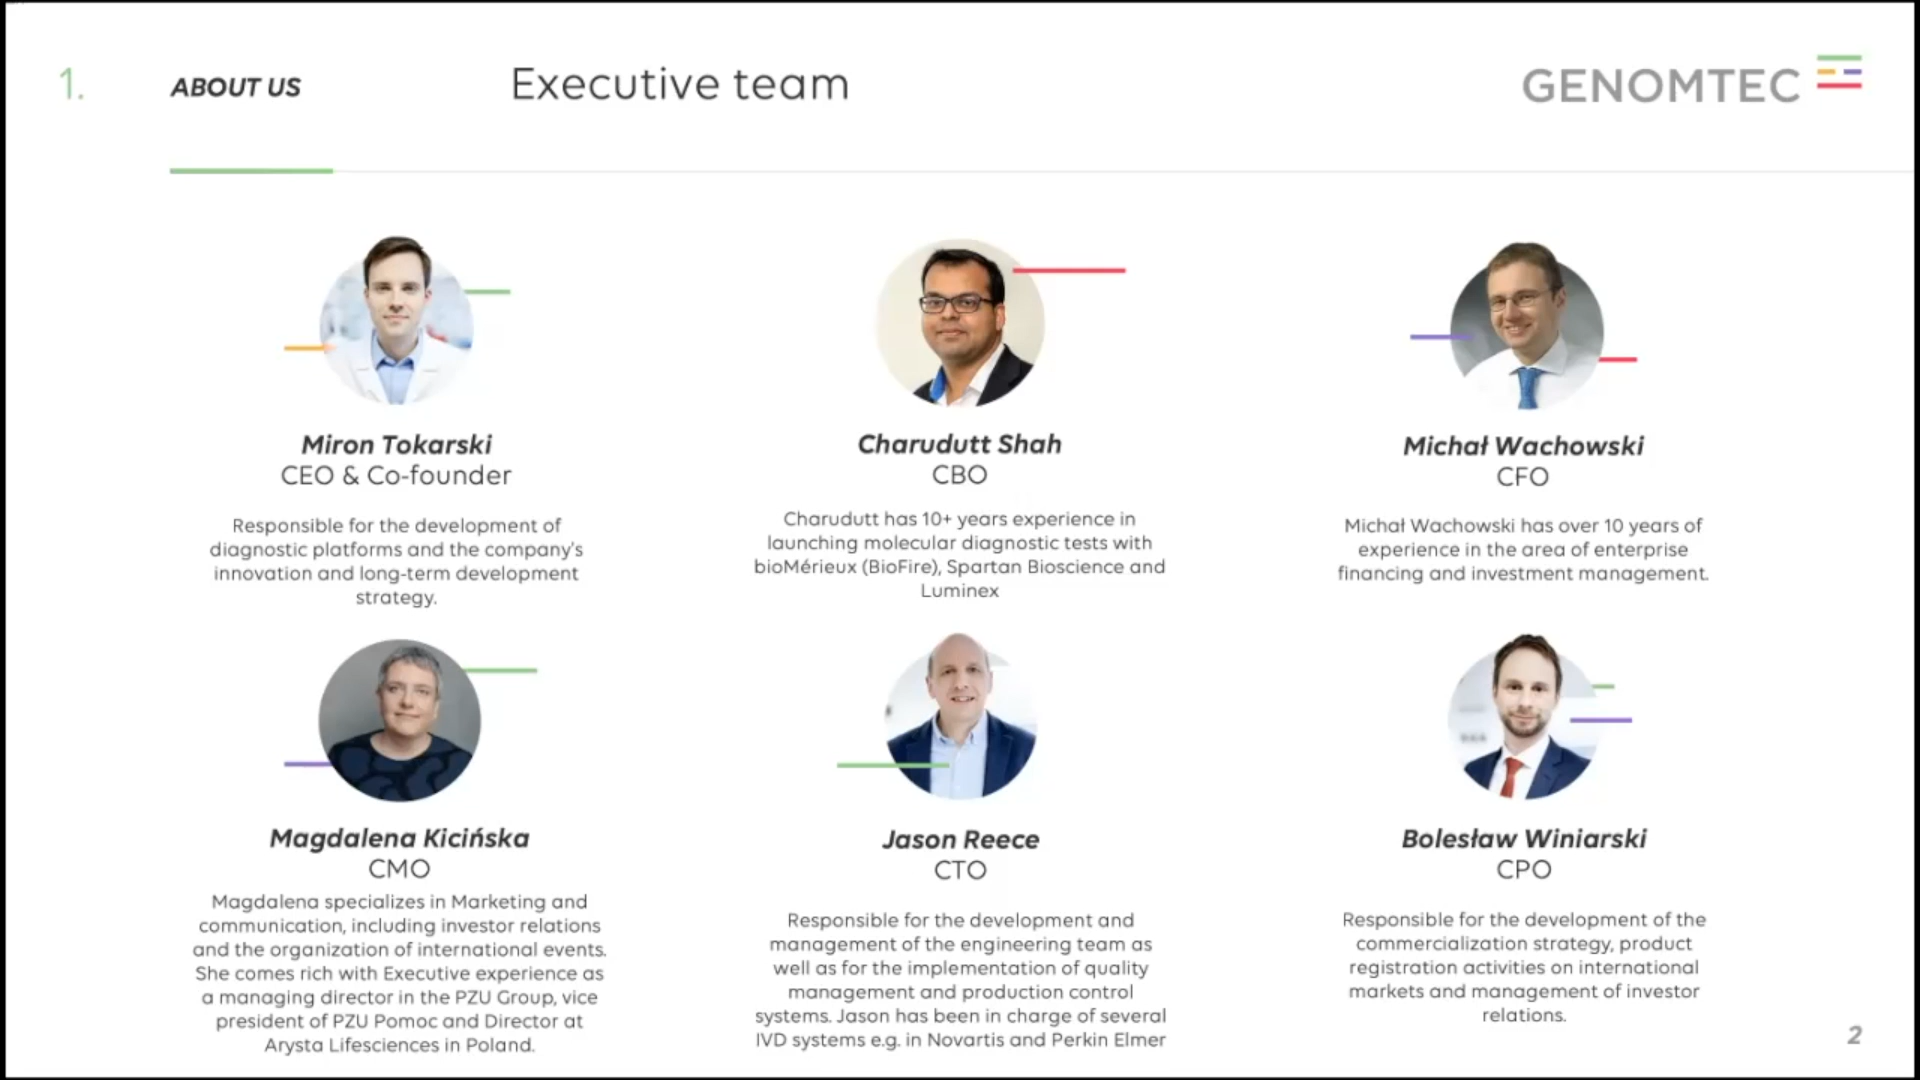 1.
ABOUT US
Executive team
GENOMTEC
Miron Tokarski
CEO & Co-founder
Responsible for the development of
diagnostic platforms and the company's
innovation and long-term development
strategy.
Charudutt Shah
CBO
Charudutt has 10+ years experience in
launching molecular diagnostic tests with
bioMérieux (BioFire), Spartan Bioscience and
Luminex
Michał Wachowski
CFO
Michał Wachowski has over 10 years of
experience in the area of enterprise
financing and investment management.
Magdalena Kicińska
CMO
Magdalena specializes in Marketing and
communication, including investor relations
and the organization of international events.
She comes rich with Executive experience as
a managing director in the PZU Group, vice
president of PZU Pomoc and Director at
Arysta Lifesciences in Poland.
Jason Reece
CTO
Responsible for the development and
management of the engineering team as
well as for the implementation of quality
management and production control
systems. Jason has been in charge of several
IVD systems e.g. in Novartis and Perkin Elmer
Bolesław Winiarski
CPO
Responsible for the development of the
commercialization strategy, product
registration activities on international
markets and management of investor
relations.
2